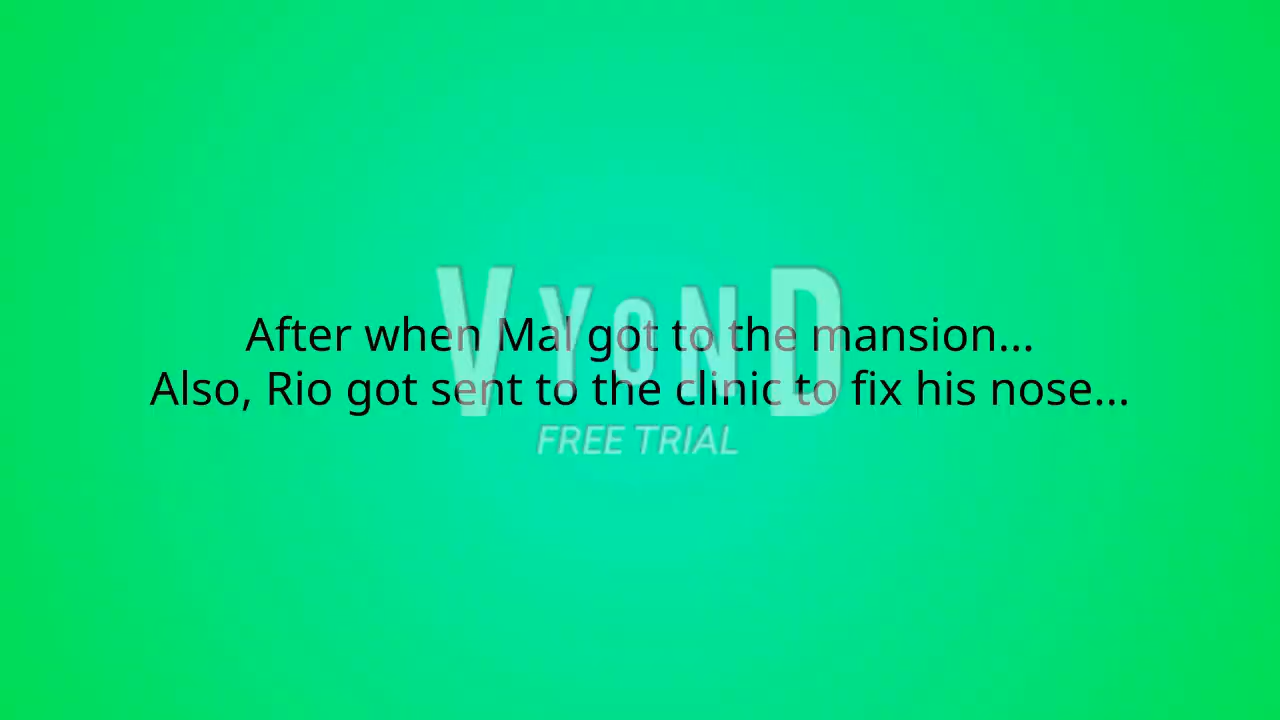 After when Mal got to the mansion...
Also, Rio got sent to the clinic to fix his nose...
VYOND
FREE TRIAL